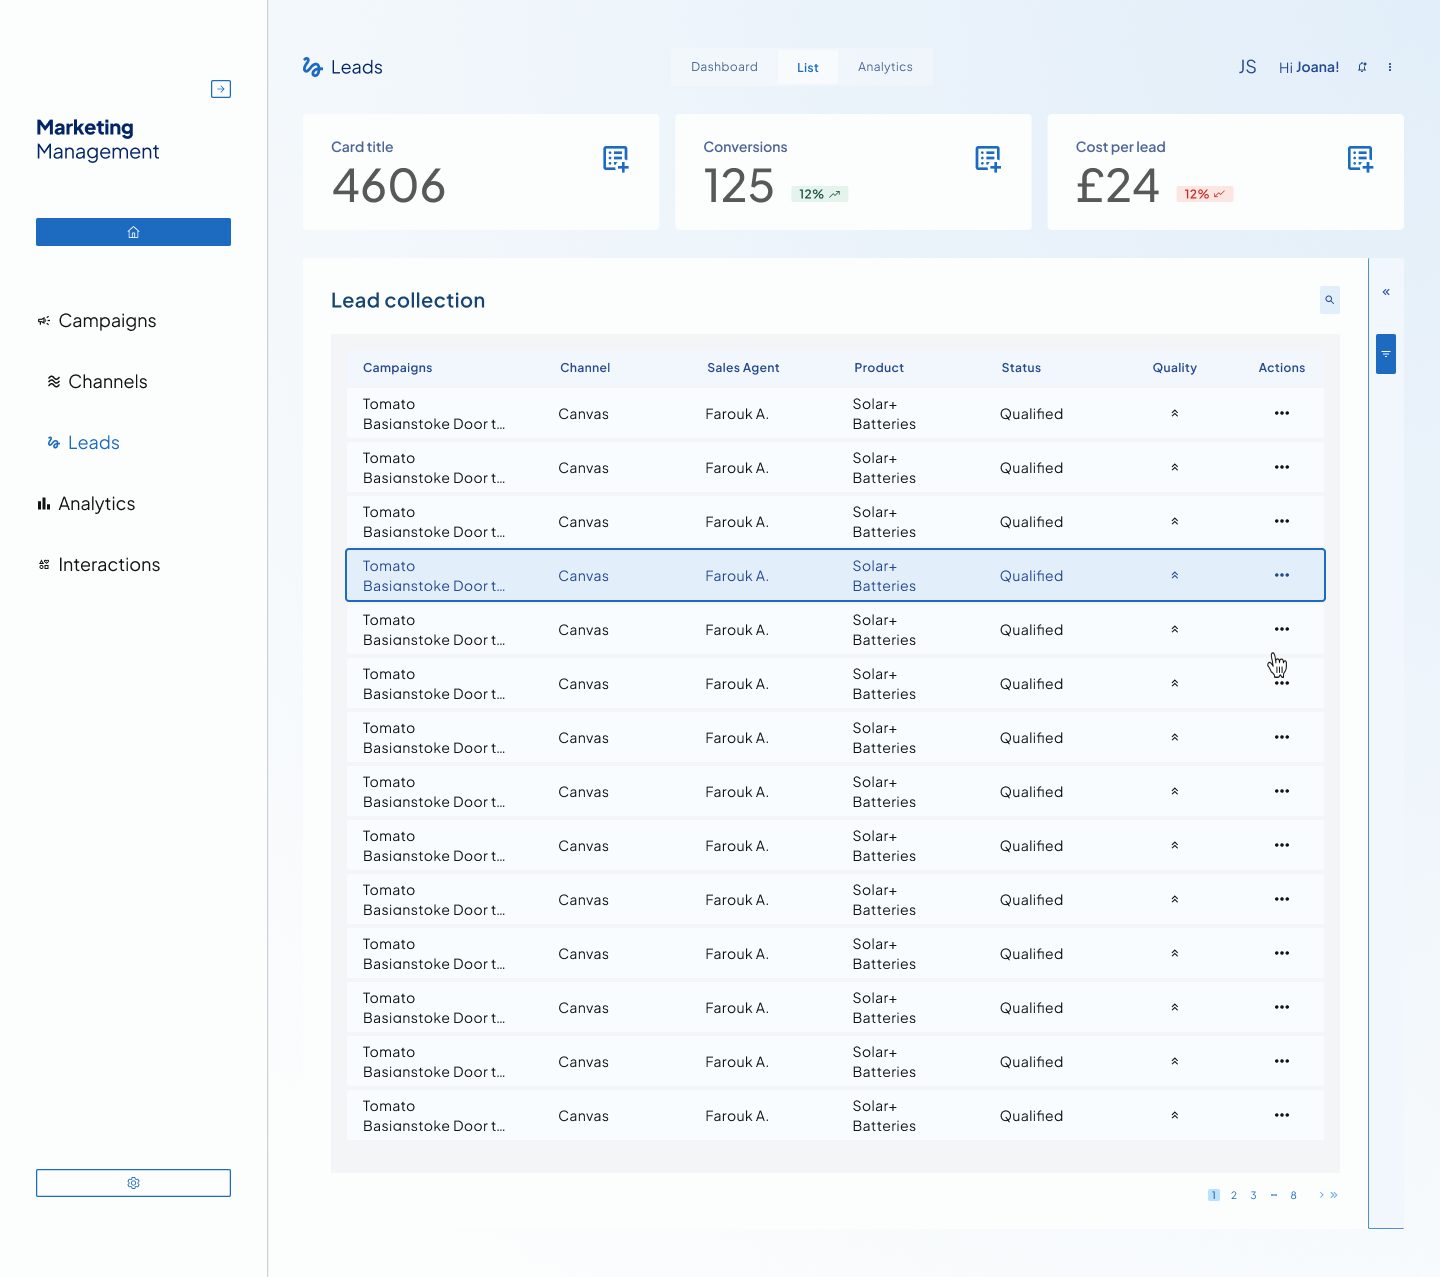 Marketing
Management
Campaigns
Channels
Leads
Analytics
Interactions
Leads
Dashboard List Analytics
JS Hi Joana!
Card title
4606
Conversions
125 12%
Cost per lead
£24 12%
Lead collection
Campaigns Channel Sales Agent Product Status Quality Actions
Tomato
Basianstoke Door t... Canvas Farouk A. Solar+
Batteries Qualified
Tomato
Basianstoke Door t... Canvas Farouk A. Solar+
Batteries Qualified
Tomato
Basianstoke Door t... Canvas Farouk A. Solar+
Batteries Qualified
Tomato
Basianstoke Door t... Canvas Farouk A. Solar+
Batteries Qualified
Tomato
Basianstoke Door t... Canvas Farouk A. Solar+
Batteries Qualified
Tomato
Basianstoke Door t... Canvas Farouk A. Solar+
Batteries Qualified
Tomato
Basianstoke Door t... Canvas Farouk A. Solar+
Batteries Qualified
Tomato
Basianstoke Door t... Canvas Farouk A. Solar+
Batteries Qualified
Tomato
Basianstoke Door t... Canvas Farouk A. Solar+
Batteries Qualified
Tomato
Basianstoke Door t... Canvas Farouk A. Solar+
Batteries Qualified
Tomato
Basianstoke Door t... Canvas Farouk A. Solar+
Batteries Qualified
Tomato
Basianstoke Door t... Canvas Farouk A. Solar+
Batteries Qualified
Tomato
Basianstoke Door t... Canvas Farouk A. Solar+
Batteries Qualified
Tomato
Basianstoke Door t... Canvas Farouk A. Solar+
Batteries Qualified
1 2 3 – 8 > »